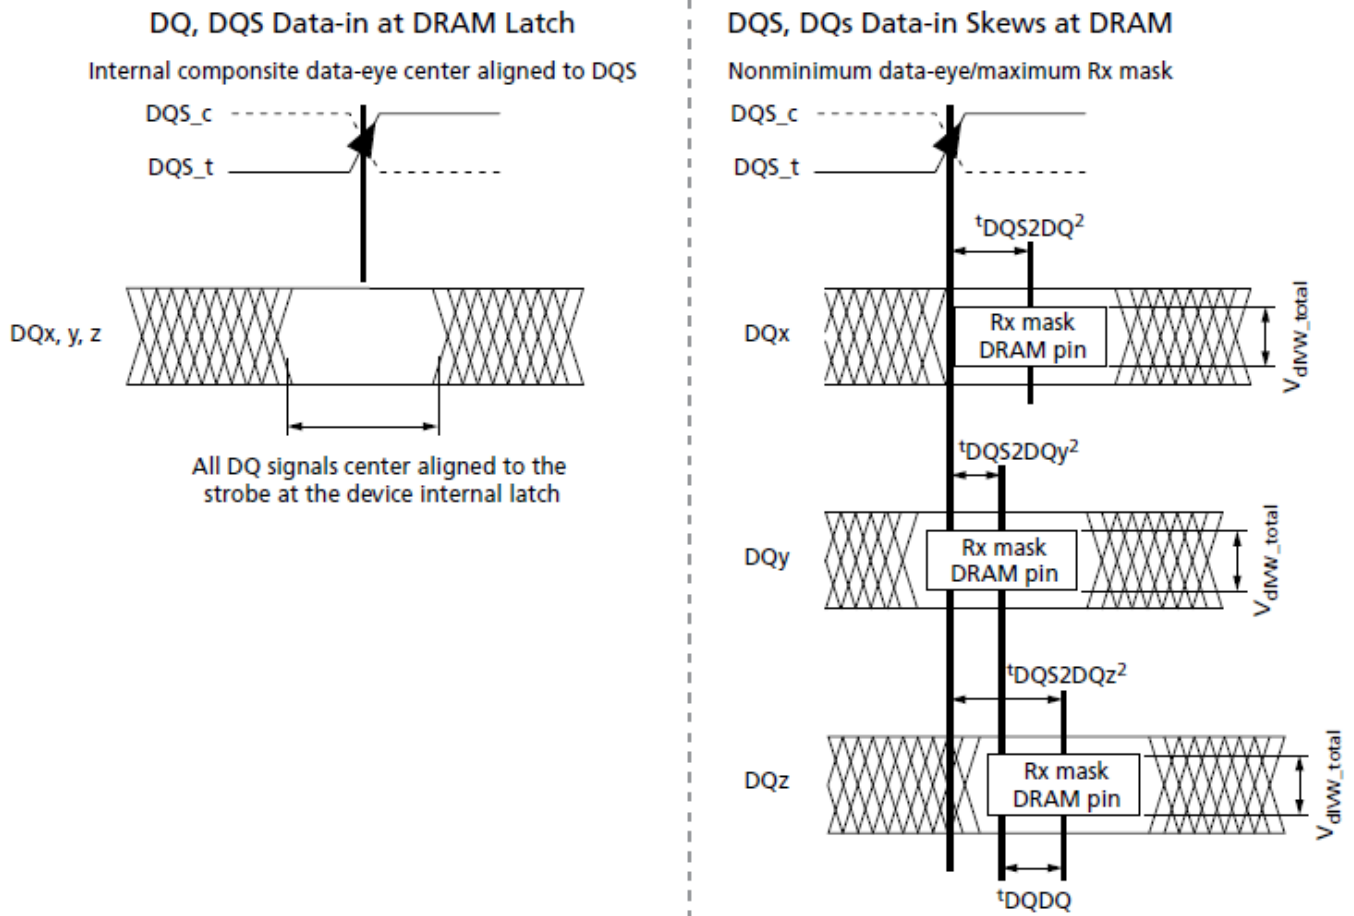 DQ, DQS Data-in at DRAM Latch
Internal componsite data-eye center aligned to DQS
DQS_c
DQS_t
DQx, y, z
All DQ signals center aligned to the
strobe at the device internal latch
DQS, DQs Data-in Skews at DRAM
Nonminimum data-eye/maximum Rx mask
DQS_c
DQS_t
tDQS2DQ2
DQx
Rx mask
DRAM pin
VdIVW_total
tDQS2DQy2
DQy
Rx mask
DRAM pin
VdIVW_total
tDQS2DQz2
DQz
Rx mask
DRAM pin
VdIVW_total
tDQDQ